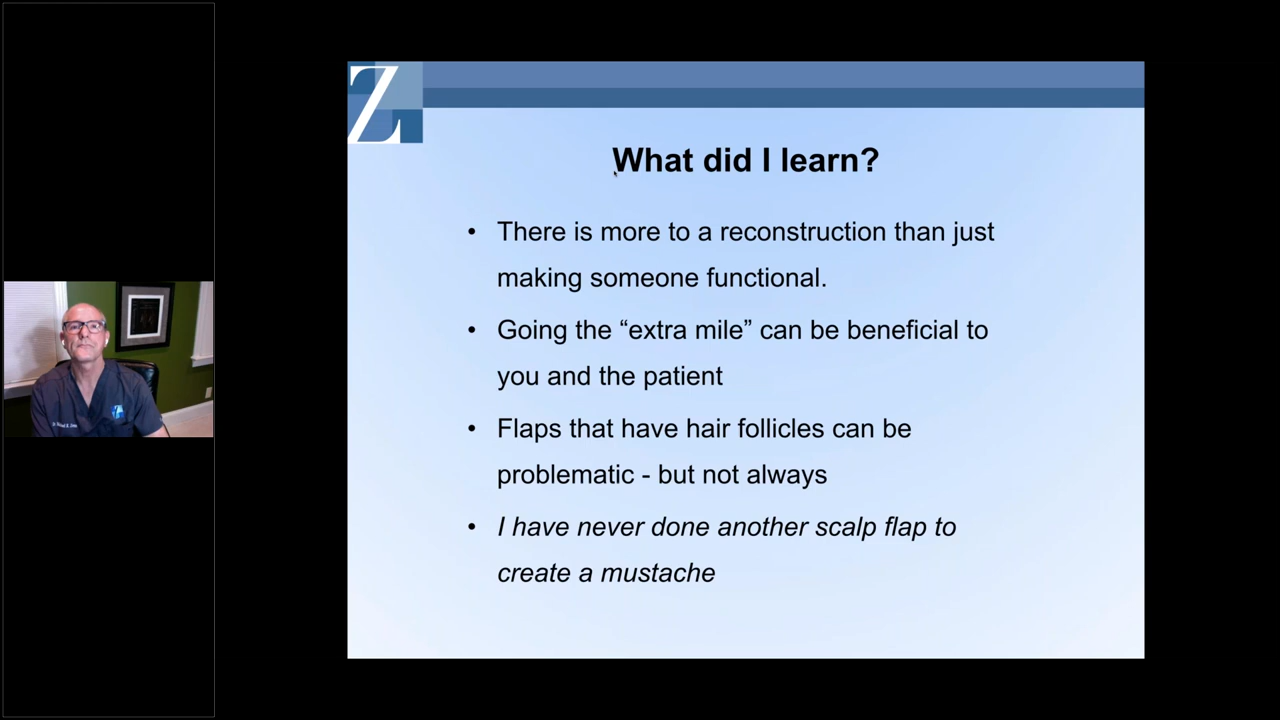 Z
What did I learn?
• There is more to a reconstruction than just
making someone functional.
• Going the “extra mile” can be beneficial to
you and the patient
• Flaps that have hair follicles can be
problematic - but not always
• I have never done another scalp flap to
create a mustache